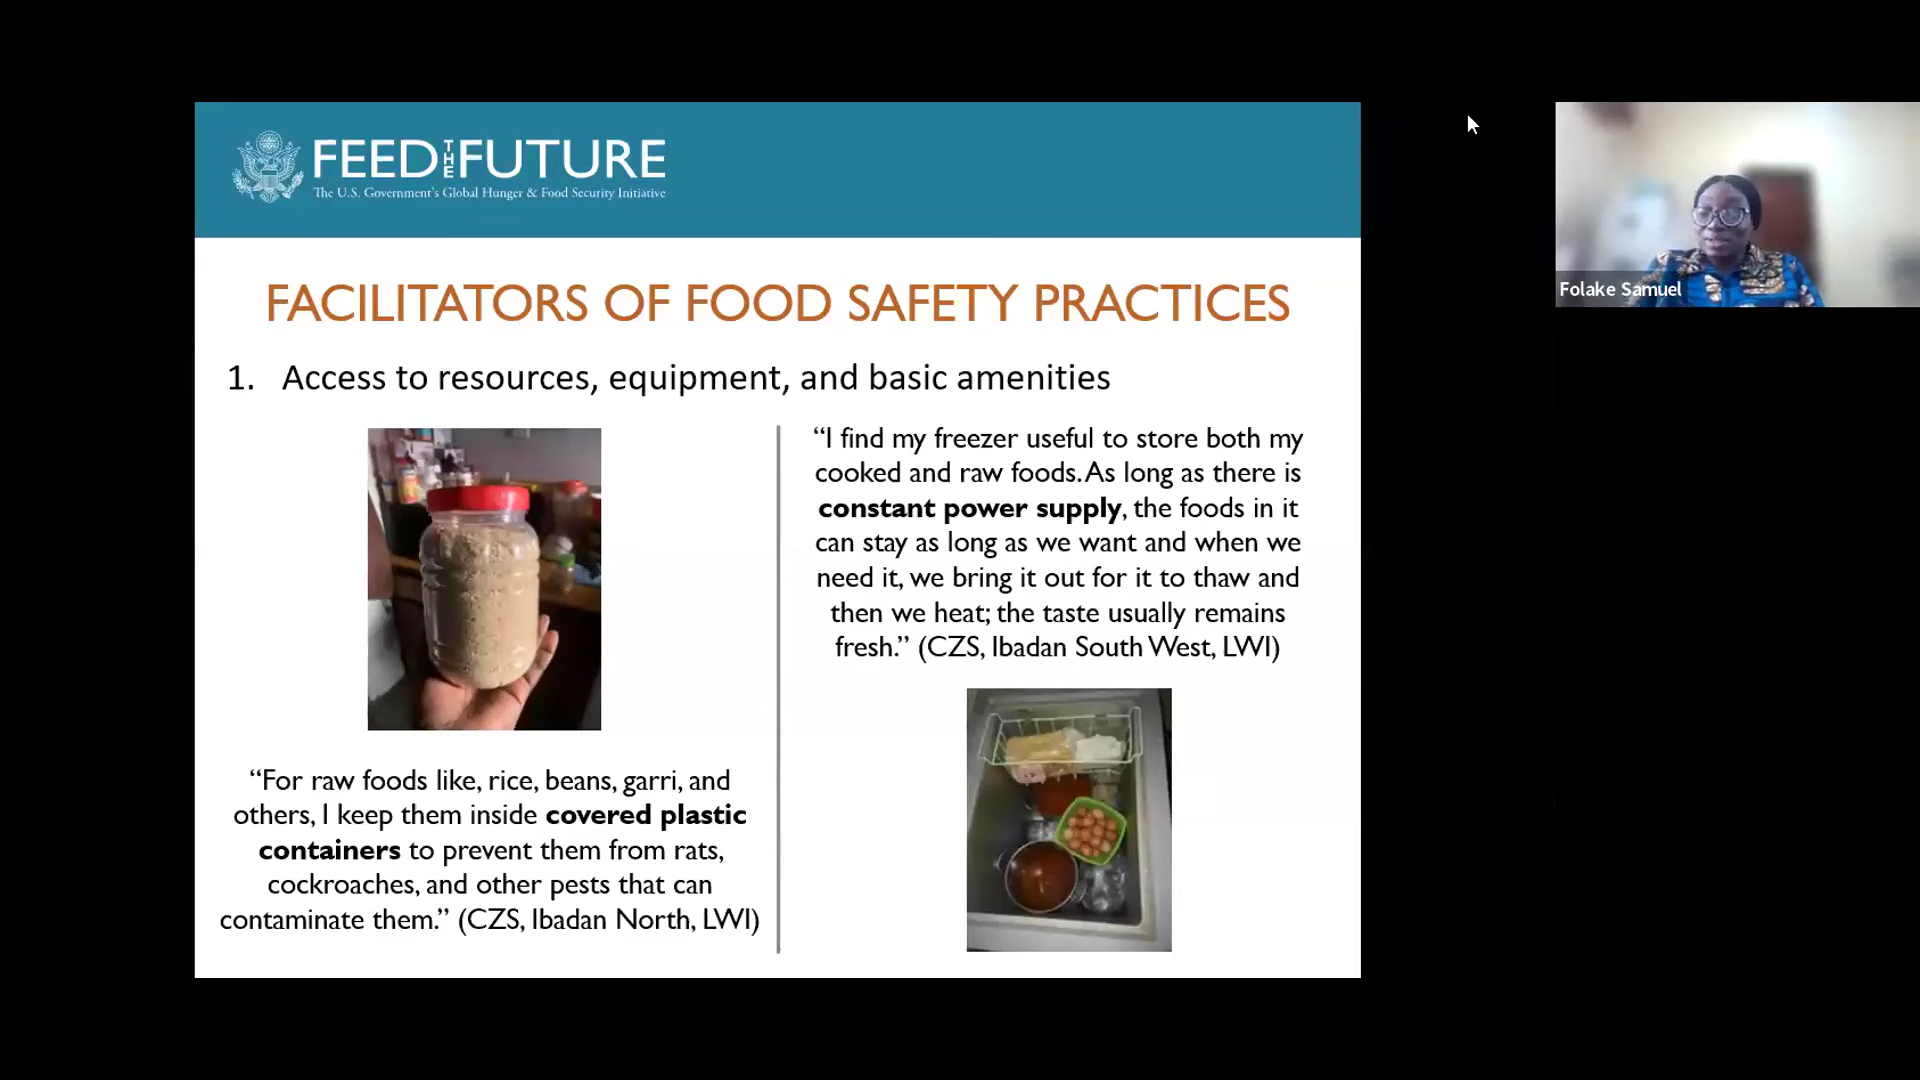 FEED THE FUTURE
The U.S. Government's Global Hunger & Food Security Initiative
FACILITATORS OF FOOD SAFETY PRACTICES
1. Access to resources, equipment, and basic amenities
“For raw foods like, rice, beans, garri, and
others, I keep them inside covered plastic
containers to prevent them from rats,
cockroaches, and other pests that can
contaminate them.” (CZS, Ibadan North, LWI)
“I find my freezer useful to store both my
cooked and raw foods. As long as there is
constant power supply, the foods in it
can stay as long as we want and when we
need it, we bring it out for it to thaw and
then we heat; the taste usually remains
fresh.” (CZS, Ibadan South West, LWI)
Folake Samuel